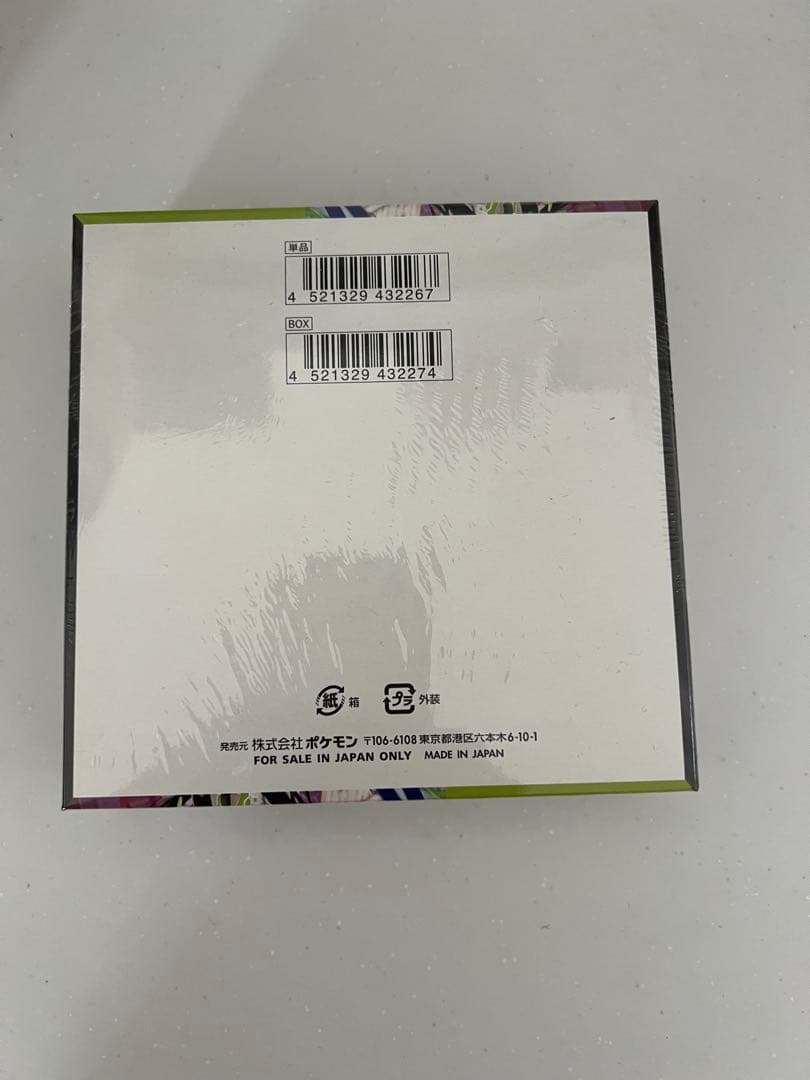 単品
4 521329 432267
BOX
4 521329 432274
紙 箱 プラ 外装
発売元 株式会社 ポケモン 〒106-6108 東京都港区六本木6-10-1
FOR SALE IN JAPAN ONLY MADE IN JAPAN